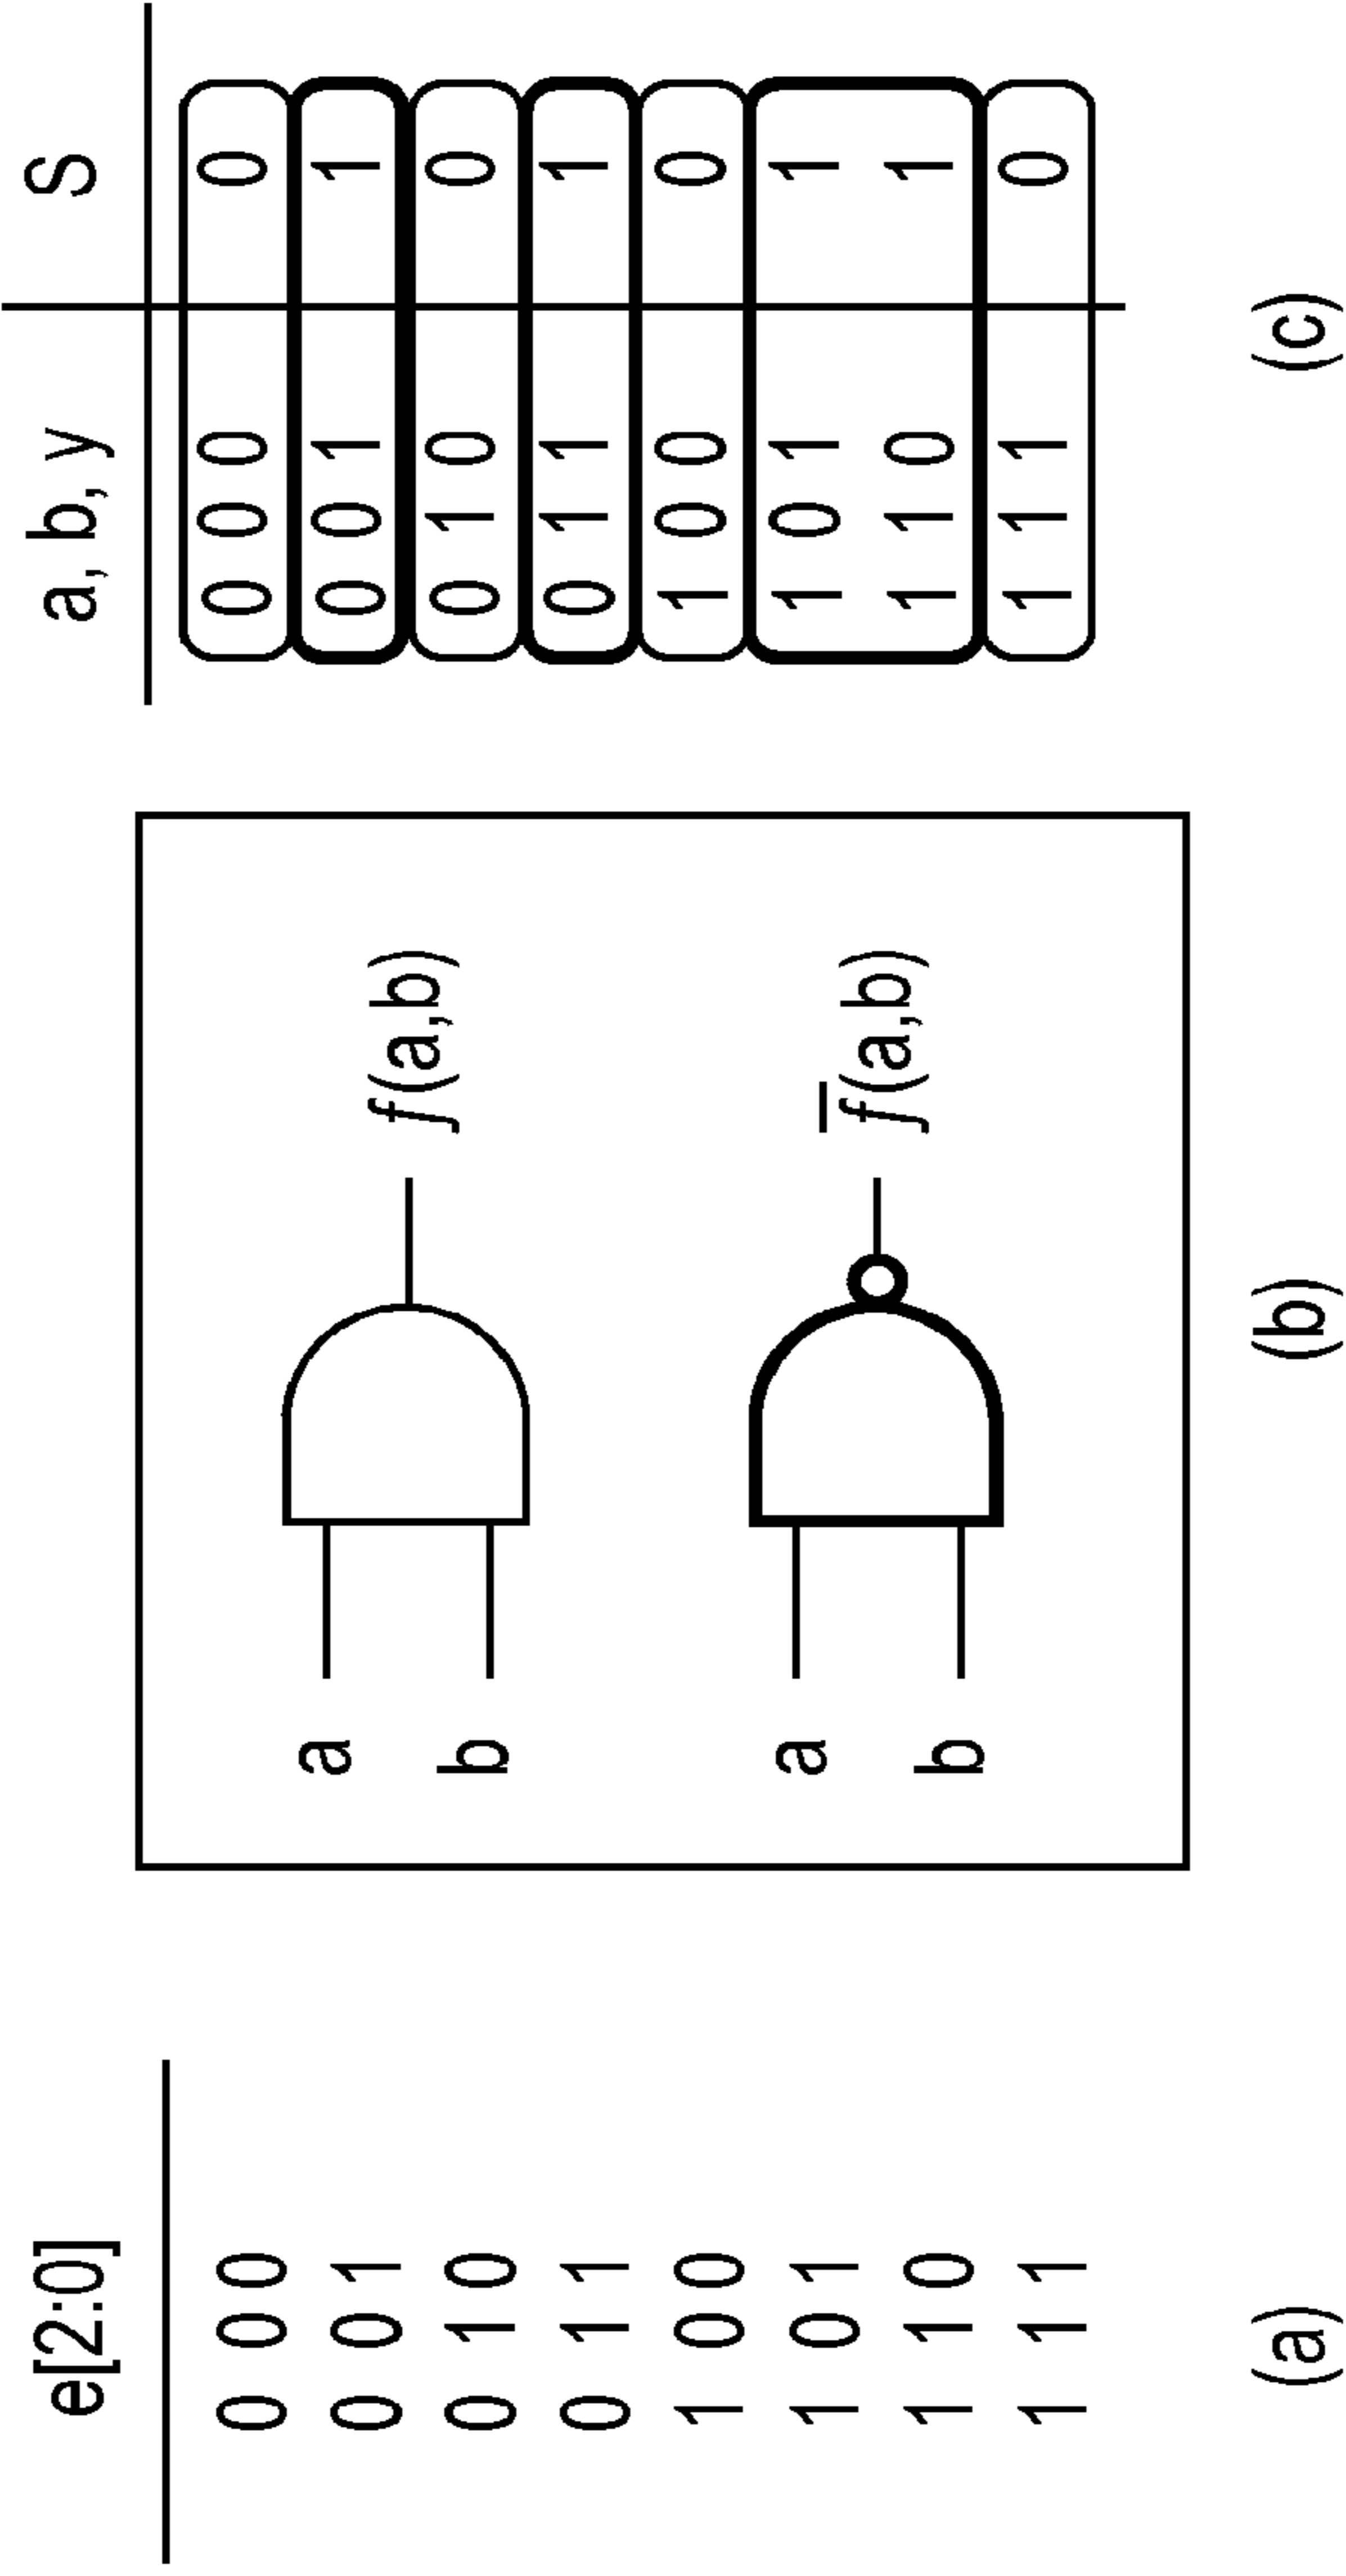 e[2:0]
0 0 0
0 0 1
0 1 0
0 1 1
1 0 0
1 0 1
1 1 0
1 1 1
(a)
a
b
f(a,b)
a
b
f̅(a,b)
(b)
a, b, y S
0 0 0 0
0 0 1 1
0 1 0 0
0 1 1 1
1 0 0 0
1 0 1 1
1 1 0 1
1 1 1 0
(c)